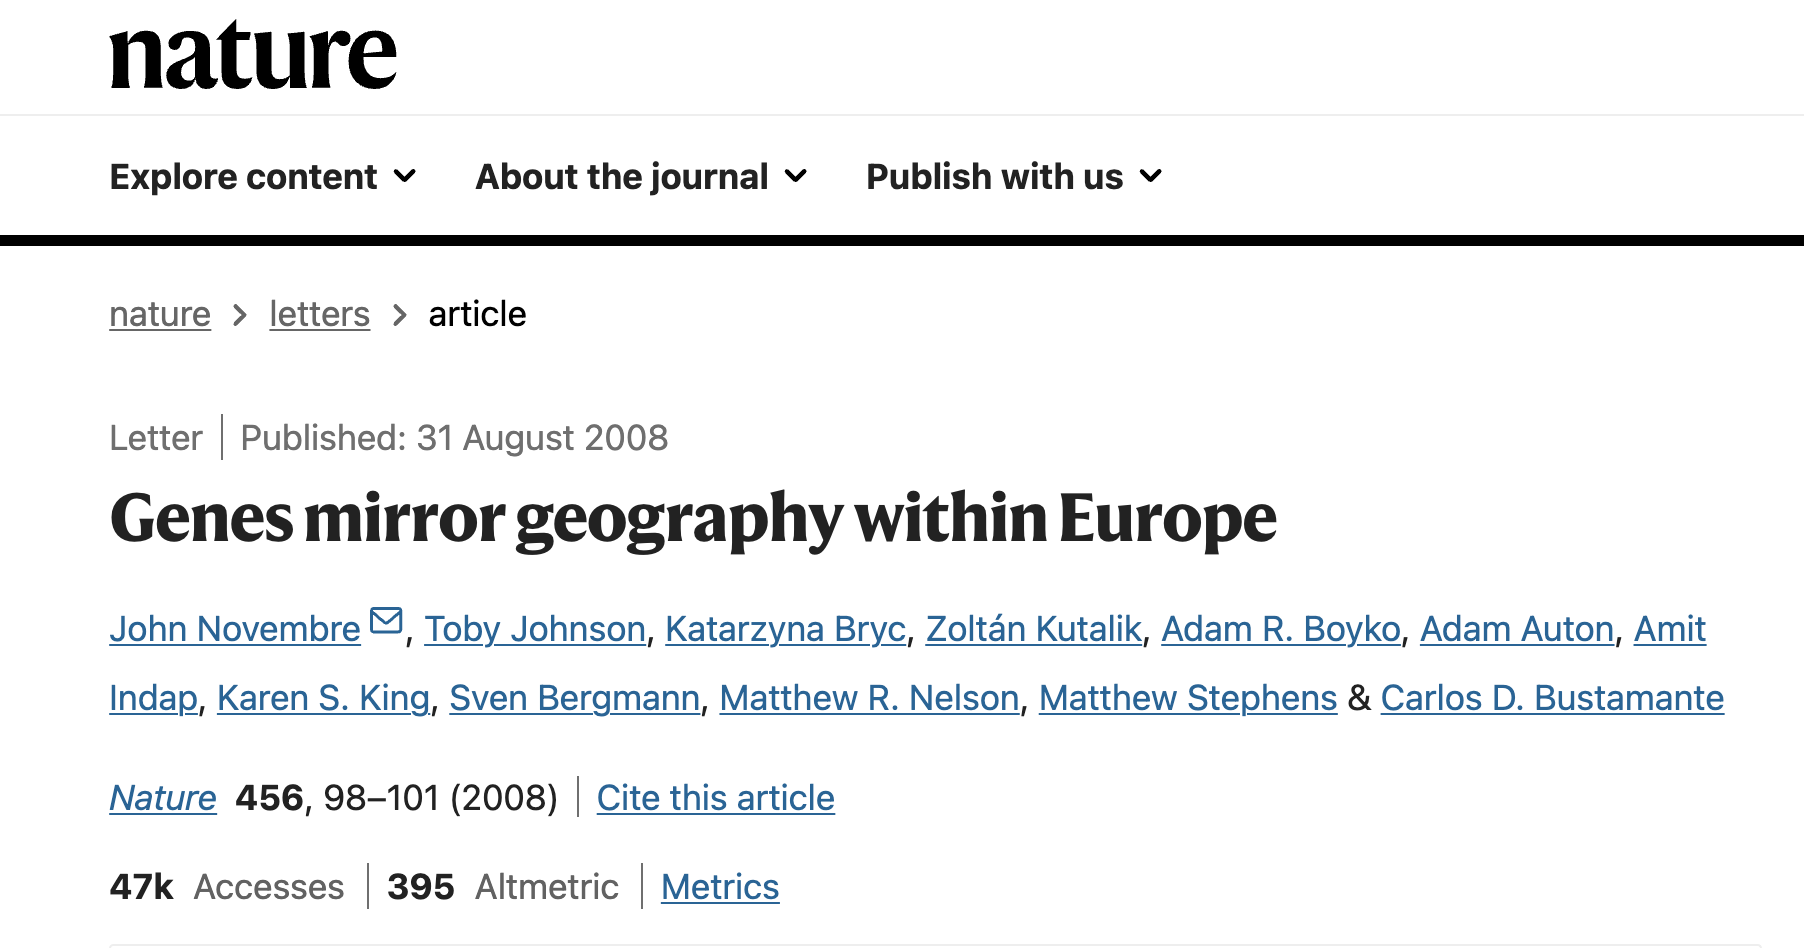 nature
Explore content About the journal Publish with us
nature > letters > article
Letter | Published: 31 August 2008
Genes mirror geography within Europe
John Novembre, Toby Johnson, Katarzyna Bryc, Zoltán Kutalik, Adam R. Boyko, Adam Auton, Amit
Indap, Karen S. King, Sven Bergmann, Matthew R. Nelson, Matthew Stephens & Carlos D. Bustamante
Nature 456, 98–101 (2008) | Cite this article
47k Accesses | 395 Altmetric | Metrics